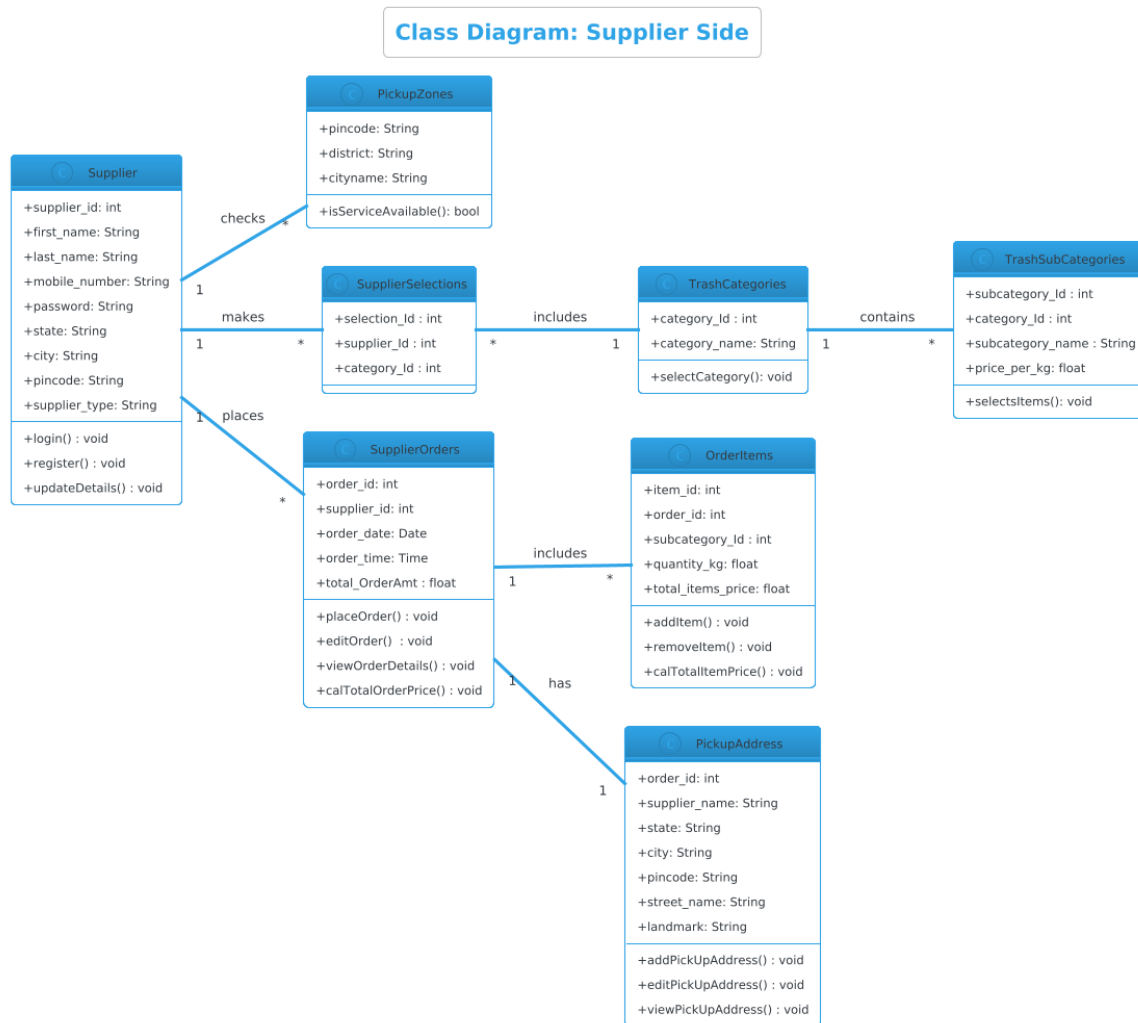 Class Diagram: Supplier Side
C PickupZones
+pincode: String
+district: String
+cityname: String
+isServiceAvailable(): bool
C Supplier
+supplier_id: int
+first_name: String
+last_name: String
+mobile_number: String
+password: String
+state: String
+city: String
+pincode: String
+supplier_type: String
+login() : void
+register() : void
+updateDetails() : void
checks
1
*
makes
1
*
places
1
*
C SupplierSelections
+selection_Id : int
+supplier_Id : int
+category_Id : int
includes
*
1
C TrashCategories
+category_Id : int
+category_name: String
+selectCategory(): void
contains
1
*
C TrashSubCategories
+subcategory_Id : int
+category_Id : int
+subcategory_name : String
+price_per_kg: float
+selectsItems(): void
C SupplierOrders
+order_id: int
+supplier_id: int
+order_date: Date
+order_time: Time
+total_OrderAmt : float
+placeOrder() : void
+editOrder()  : void
+viewOrderDetails() : void
+calTotalOrderPrice() : void
includes
1
*
C OrderItems
+item_id: int
+order_id: int
+subcategory_Id : int
+quantity_kg: float
+total_items_price: float
+addItem() : void
+removeItem() : void
+calTotalItemPrice() : void
has
1
1
C PickupAddress
+order_id: int
+supplier_name: String
+state: String
+city: String
+pincode: String
+street_name: String
+landmark: String
+addPickUpAddress() : void
+editPickUpAddress() : void
+viewPickUpAddress() : void